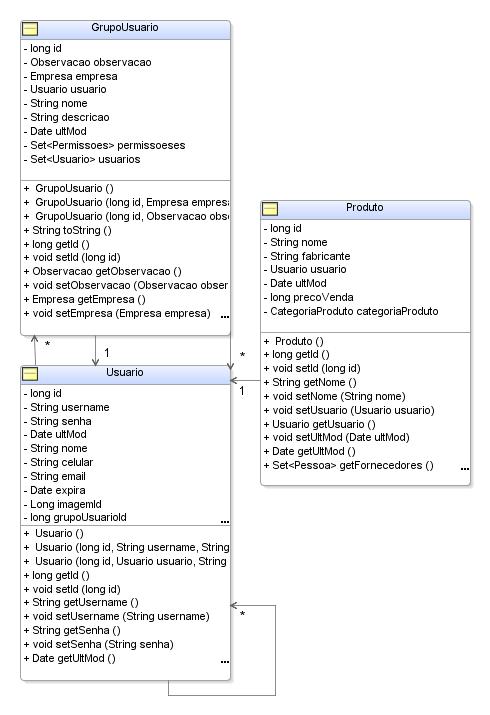 GrupoUsuario
- long id
- Observacao observacao
- Empresa empresa
- Usuario usuario
- String nome
- String descricao
- Date ultMod
- Set<Permissoes> permissoeses
- Set<Usuario> usuarios
+ GrupoUsuario ()
+ GrupoUsuario (long id, Empresa empresa
+ GrupoUsuario (long id, Observacao obs
+ String toString ()
+ long getId ()
+ void setId (long id)
+ Observacao getObservacao ()
+ void setObservacao (Observacao obser
+ Empresa getEmpresa ()
+ void setEmpresa (Empresa empresa) ...
*
1
*
Usuario
- long id
- String username
- String senha
- Date ultMod
- String nome
- String celular
- String email
- Date expira
- Long imagemId
- long grupoUsuarioId ...
+ Usuario ()
+ Usuario (long id, String username, String
+ Usuario (long id, Usuario usuario, String
+ long getId ()
+ void setId (long id)
+ String getUsername ()
+ void setUsername (String username)
+ String getSenha ()
+ void setSenha (String senha)
+ Date getUltMod () ...
*
1
Produto
- long id
- String nome
- String fabricante
- Usuario usuario
- Date ultMod
- long precoVenda
- CategoriaProduto categoriaProduto
+ Produto ()
+ long getId ()
+ void setId (long id)
+ String getNome ()
+ void setNome (String nome)
+ void setUsuario (Usuario usuario)
+ Usuario getUsuario ()
+ void setUltMod (Date ultMod)
+ Date getUltMod ()
+ Set<Pessoa> getFornecedores () ...